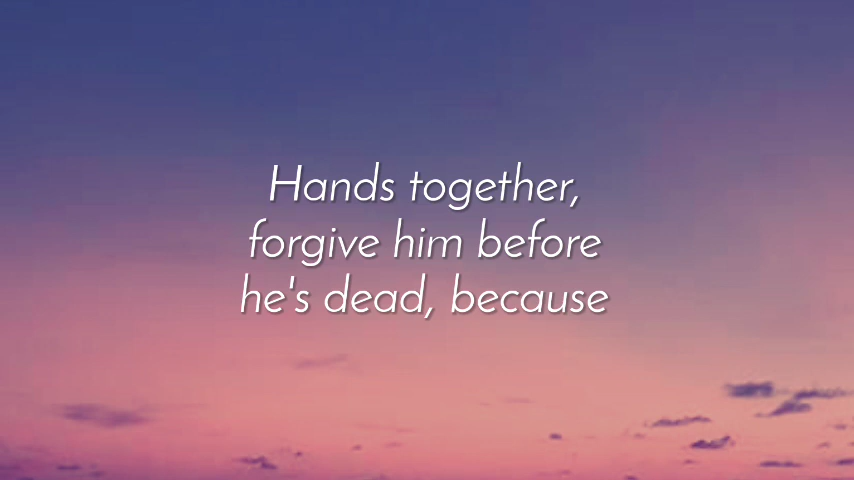 Hands together,
forgive him before
he's dead, because